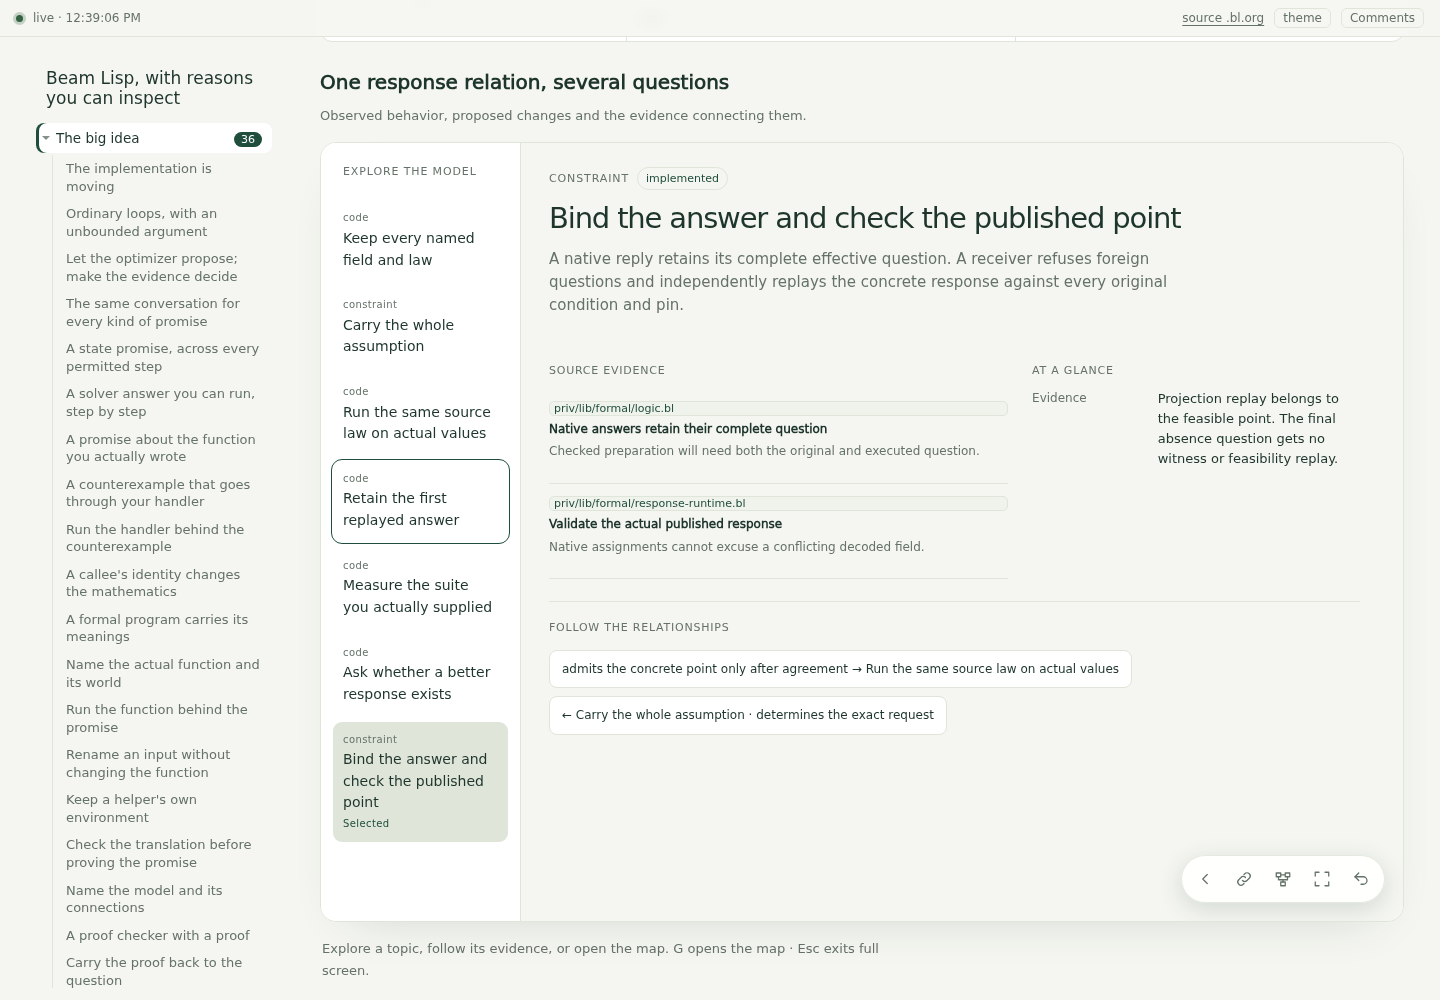 live · 12:39:06 PM
source .bl.org
theme
Comments
Beam Lisp, with reasons
you can inspect
The big idea
36
The implementation is
moving
Ordinary loops, with an
unbounded argument
Let the optimizer propose;
make the evidence decide
The same conversation for
every kind of promise
A state promise, across every
permitted step
A solver answer you can run,
step by step
A promise about the function
you actually wrote
A counterexample that goes
through your handler
Run the handler behind the
counterexample
A callee's identity changes
the mathematics
A formal program carries its
meanings
Name the actual function and
its world
Run the function behind the
promise
Rename an input without
changing the function
Keep a helper's own
environment
Check the translation before
proving the promise
Name the model and its
connections
A proof checker with a proof
Carry the proof back to the
question
One response relation, several questions
Observed behavior, proposed changes and the evidence connecting them.
EXPLORE THE MODEL
code
Keep every named
field and law
constraint
Carry the whole
assumption
code
Run the same source
law on actual values
code
Retain the first
replayed answer
code
Measure the suite
you actually supplied
code
Ask whether a better
response exists
constraint
Bind the answer and
check the published
point
Selected
CONSTRAINT
implemented
Bind the answer and check the published point
A native reply retains its complete effective question. A receiver refuses foreign
questions and independently replays the concrete response against every original
condition and pin.
SOURCE EVIDENCE
priv/lib/formal/logic.bl
Native answers retain their complete question
Checked preparation will need both the original and executed question.
priv/lib/formal/response-runtime.bl
Validate the actual published response
Native assignments cannot excuse a conflicting decoded field.
AT A GLANCE
Evidence
Projection replay belongs to
the feasible point. The final
absence question gets no
witness or feasibility replay.
FOLLOW THE RELATIONSHIPS
admits the concrete point only after agreement → Run the same source law on actual values
← Carry the whole assumption · determines the exact request
Explore a topic, follow its evidence, or open the map. G opens the map · Esc exits full
screen.